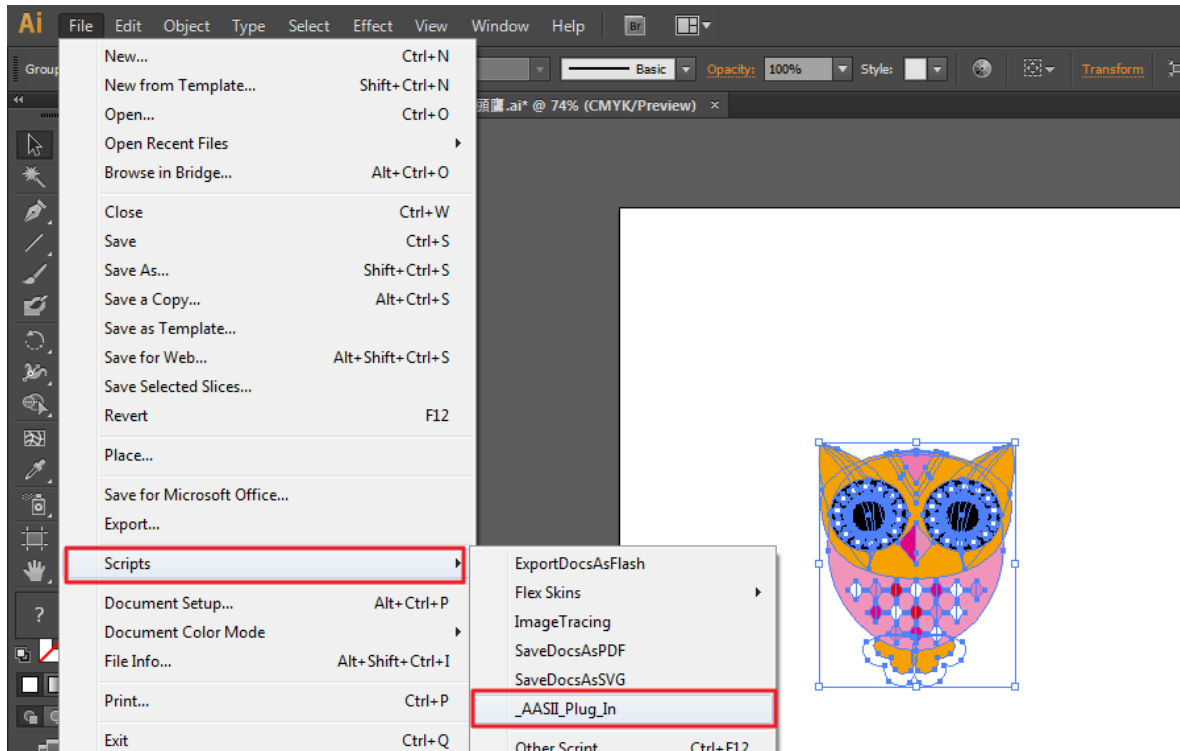 Ai File Edit Object Type Select Effect View Window Help Br
Group Basic Opacity: 100% Style: Transform
頭鷹.ai* @ 74% (CMYK/Preview) ×
New... Ctrl+N
New from Template... Shift+Ctrl+N
Open... Ctrl+O
Open Recent Files
Browse in Bridge... Alt+Ctrl+O
Close Ctrl+W
Save Ctrl+S
Save As... Shift+Ctrl+S
Save a Copy... Alt+Ctrl+S
Save as Template...
Save for Web... Alt+Shift+Ctrl+S
Save Selected Slices...
Revert F12
Place...
Save for Microsoft Office...
Export...
Scripts
Document Setup... Alt+Ctrl+P
Document Color Mode
File Info... Alt+Shift+Ctrl+I
Print... Ctrl+P
Exit Ctrl+Q
ExportDocsAsFlash
Flex Skins
ImageTracing
SaveDocsAsPDF
SaveDocsAsSVG
_AASII_Plug_In
Other Script... Ctrl+F12
?